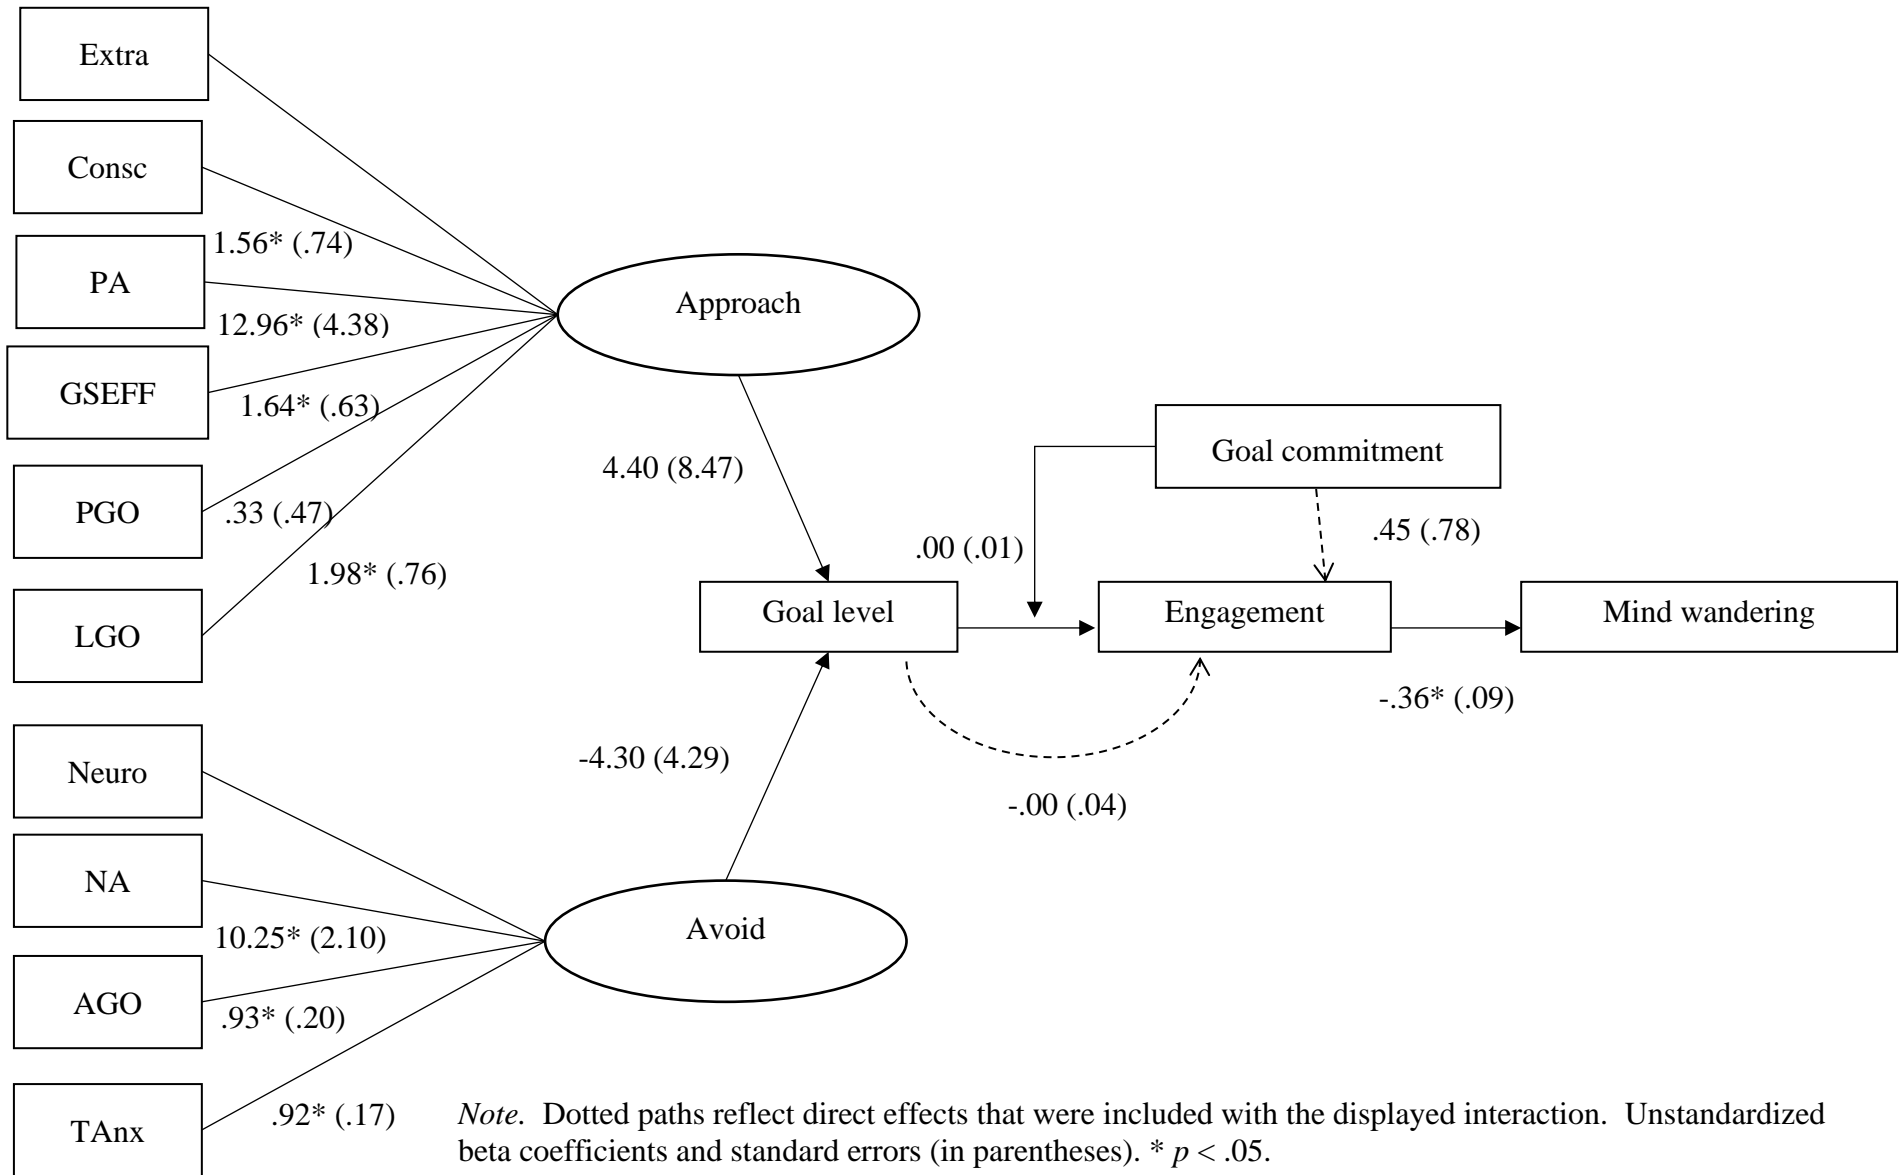 Extra
Consc
1.56* (.74)
PA
12.96* (4.38)
Approach
GSEFF
1.64* (.63)
PGO
.33 (.47)
LGO
1.98* (.76)
4.40 (8.47)
Goal commitment
.00 (.01)
.45 (.78)
Goal level
Engagement
Mind wandering
-.36* (.09)
-4.30 (4.29)
-.00 (.04)
Neuro
NA
10.25* (2.10)
Avoid
AGO
.93* (.20)
TAnx
.92* (.17)
Note. Dotted paths reflect direct effects that were included with the displayed interaction. Unstandardized
beta coefficients and standard errors (in parentheses). * p < .05.